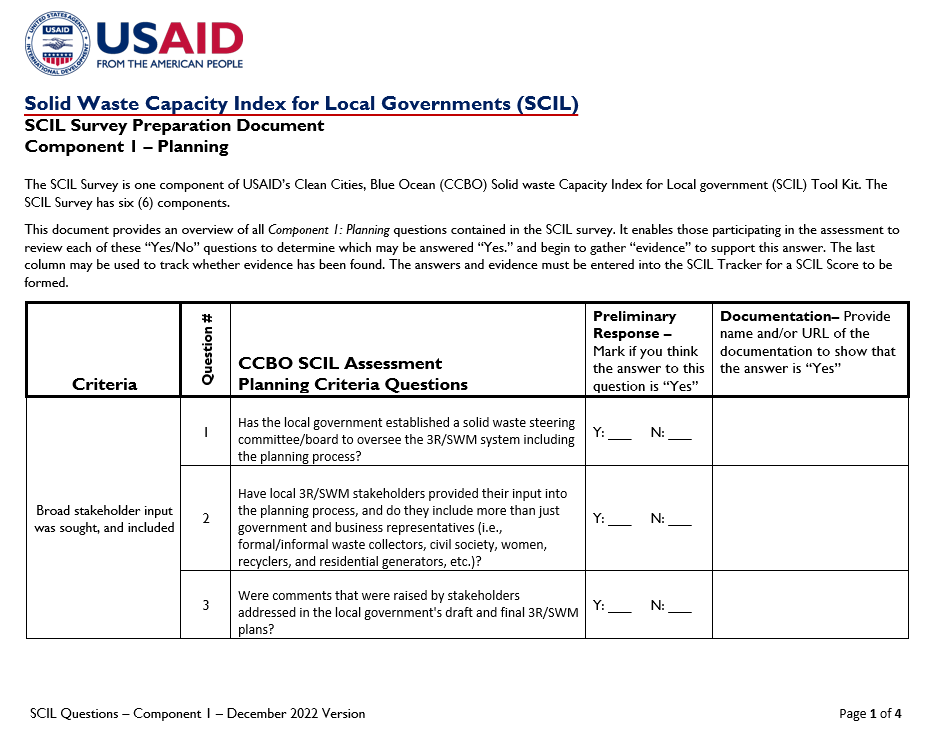 UNITED STATES AGENCY
INTERNATIONAL DEVELOPMENT
USAID
USAID
FROM THE AMERICAN PEOPLE
Solid Waste Capacity Index for Local Governments (SCIL)
SCIL Survey Preparation Document
Component 1 – Planning
The SCIL Survey is one component of USAID’s Clean Cities, Blue Ocean (CCBO) Solid waste Capacity Index for Local government (SCIL) Tool Kit. The
SCIL Survey has six (6) components.
This document provides an overview of all Component 1: Planning questions contained in the SCIL survey. It enables those participating in the assessment to
review each of these “Yes/No” questions to determine which may be answered “Yes.” and begin to gather “evidence” to support this answer. The last
column may be used to track whether evidence has been found. The answers and evidence must be entered into the SCIL Tracker for a SCIL Score to be
formed.
Criteria
Question #
CCBO SCIL Assessment
Planning Criteria Questions
Preliminary
Response –
Mark if you think
the answer to this
question is “Yes”
Documentation– Provide
name and/or URL of the
documentation to show that
the answer is “Yes”
Broad stakeholder input
was sought, and included
1
Has the local government established a solid waste steering
committee/board to oversee the 3R/SWM system including
the planning process?
Y: ___ N: ___
2
Have local 3R/SWM stakeholders provided their input into
the planning process, and do they include more than just
government and business representatives (i.e.,
formal/informal waste collectors, civil society, women,
recyclers, and residential generators, etc.)?
Y: ___ N: ___
3
Were comments that were raised by stakeholders
addressed in the local government's draft and final 3R/SWM
plans?
Y: ___ N: ___
SCIL Questions – Component 1 – December 2022 Version
Page 1 of 4